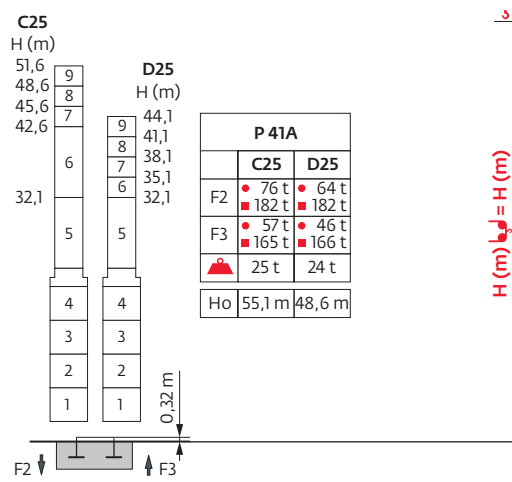 C25
H (m)
51,6
48,6
45,6
42,6
32,1
9
8
7
6
5
4
3
2
1
D25
H (m)
44,1
41,1
38,1
35,1
32,1
9
8
7
6
5
4
3
2
1
P 41A
C25 D25
F2 ● 76 t ● 64 t
■ 182 t ■ 182 t
F3 ● 57 t ● 46 t
■ 165 t ■ 166 t
25 t 24 t
Ho 55,1 m 48,6 m
0,32 m
F2 F3
H (m) = H (m)